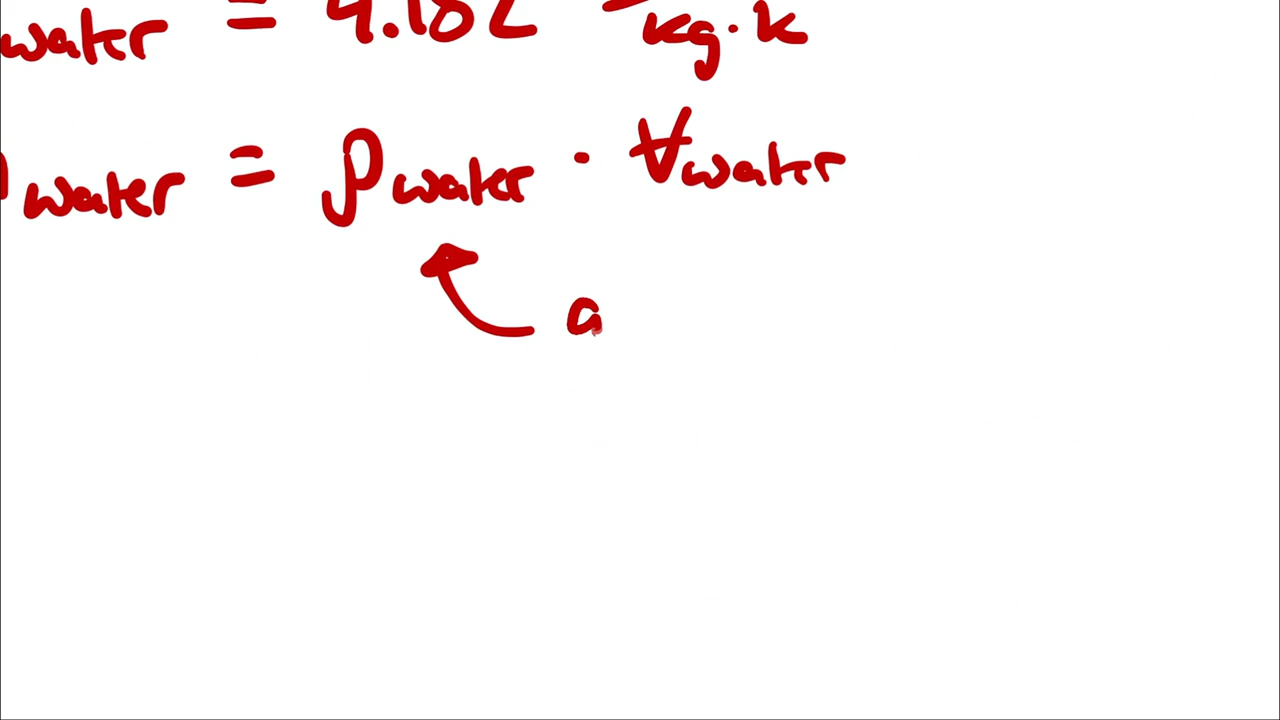 water = 4.182 kg·K
water = ρwater · ∀water
a